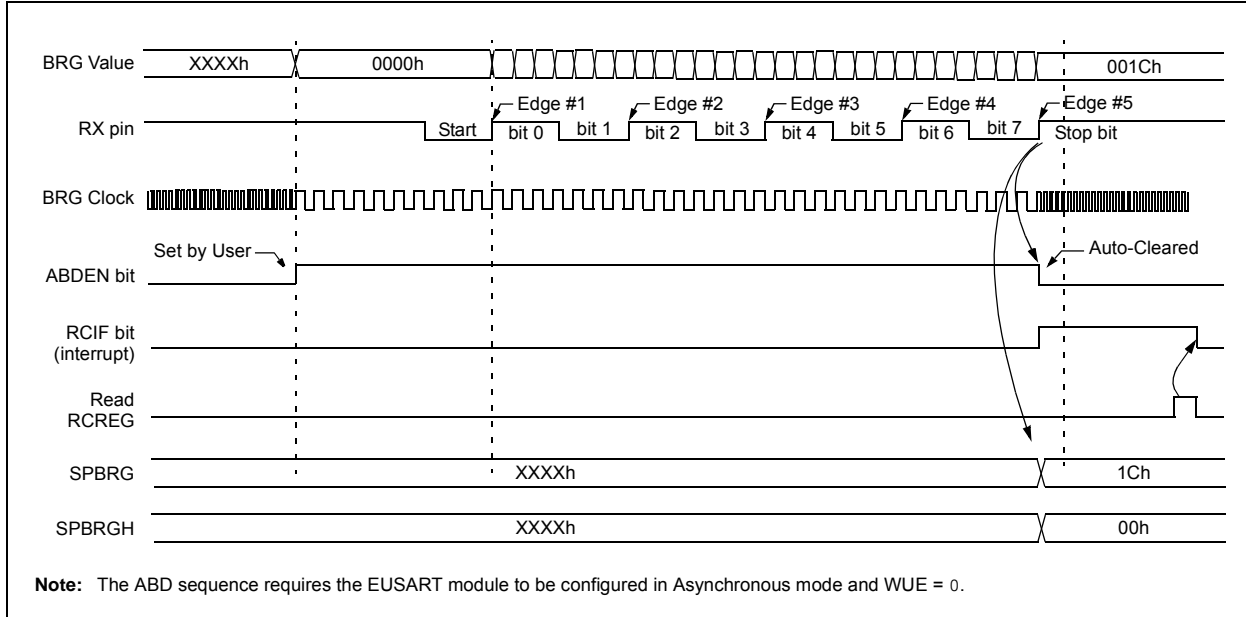 BRG Value XXXXh 0000h 001Ch
Edge #1 Edge #2 Edge #3 Edge #4 Edge #5
RX pin Start bit 0 bit 1 bit 2 bit 3 bit 4 bit 5 bit 6 bit 7 Stop bit
BRG Clock
Set by User Auto-Cleared
ABDEN bit
RCIF bit
(interrupt)
Read
RCREG
SPBRG XXXXh 1Ch
SPBRGH XXXXh 00h
Note: The ABD sequence requires the EUSART module to be configured in Asynchronous mode and WUE = 0.